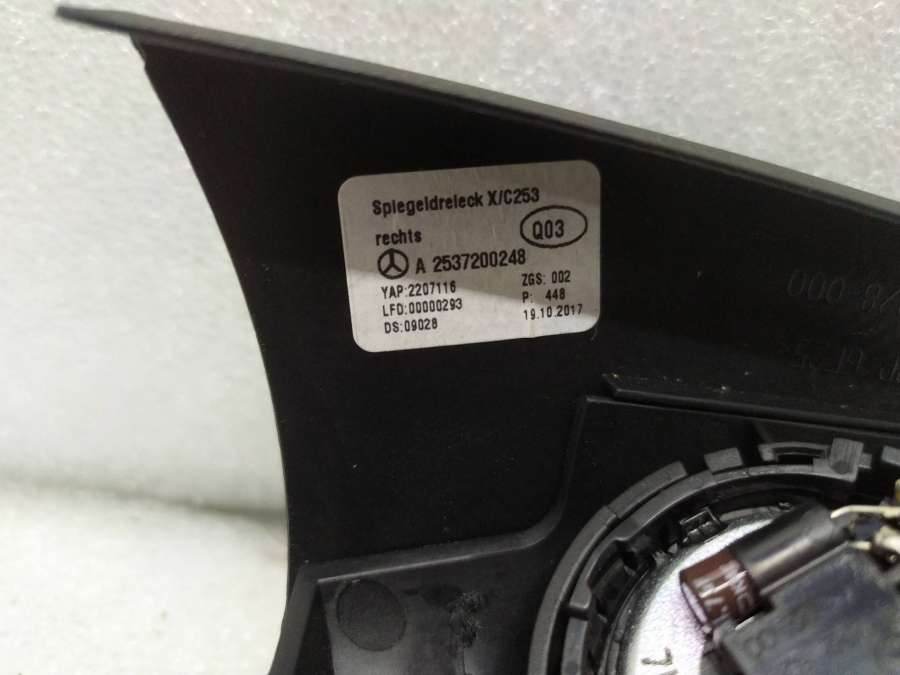 Spiegeldreieck X/C253
rechts
Q03
A 2537200248
YAP:2207116
ZGS: 002
LFD:00000293
P: 448
DS:09028
19.10.2017